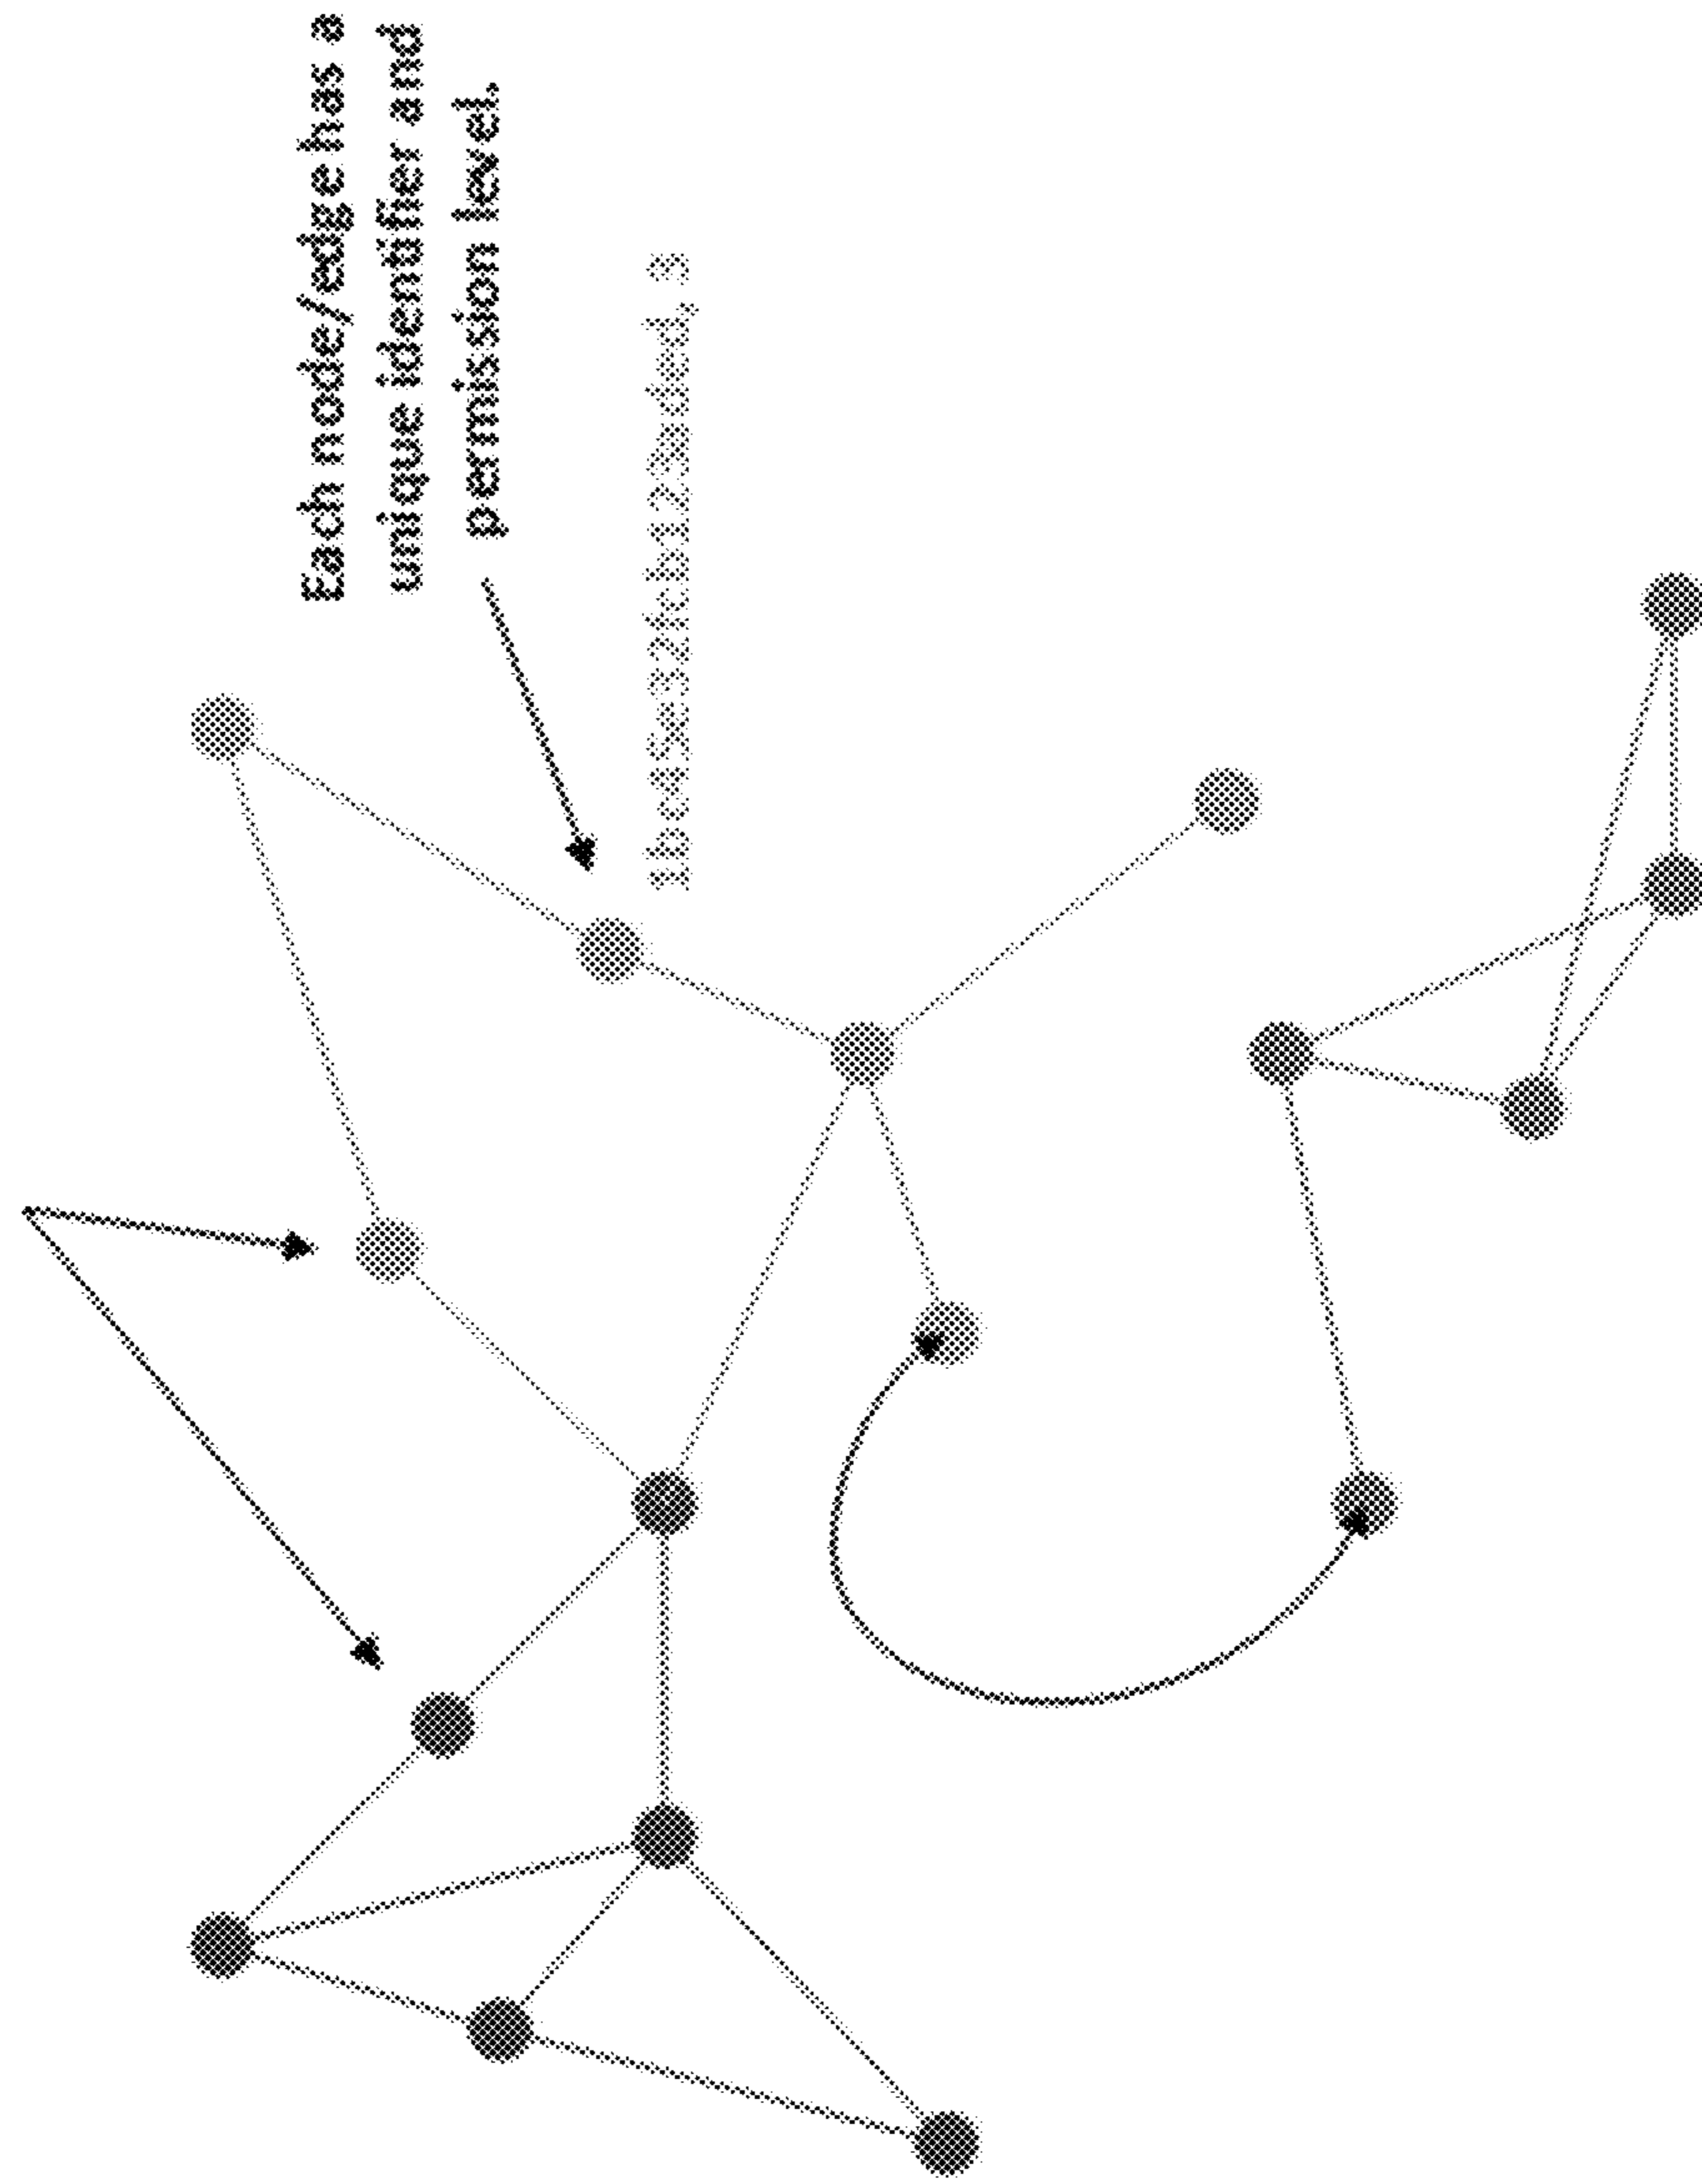 Each node/edge has a
unique identifier and
permission level.